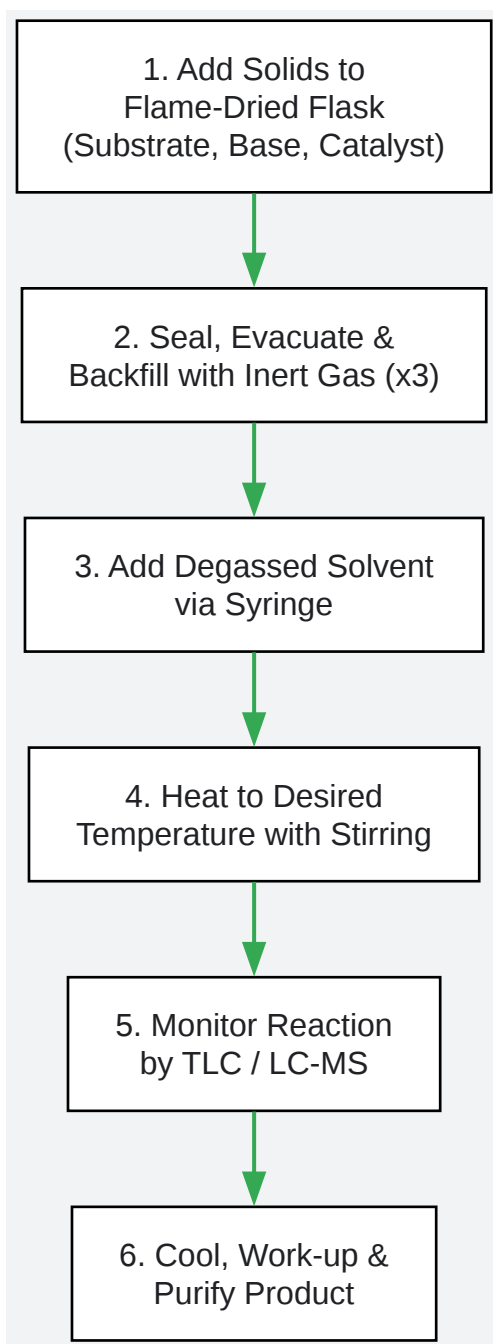 1. Add Solids to
Flame-Dried Flask
(Substrate, Base, Catalyst)
2. Seal, Evacuate &
Backfill with Inert Gas (x3)
3. Add Degassed Solvent
via Syringe
4. Heat to Desired
Temperature with Stirring
5. Monitor Reaction
by TLC / LC-MS
6. Cool, Work-up &
Purify Product